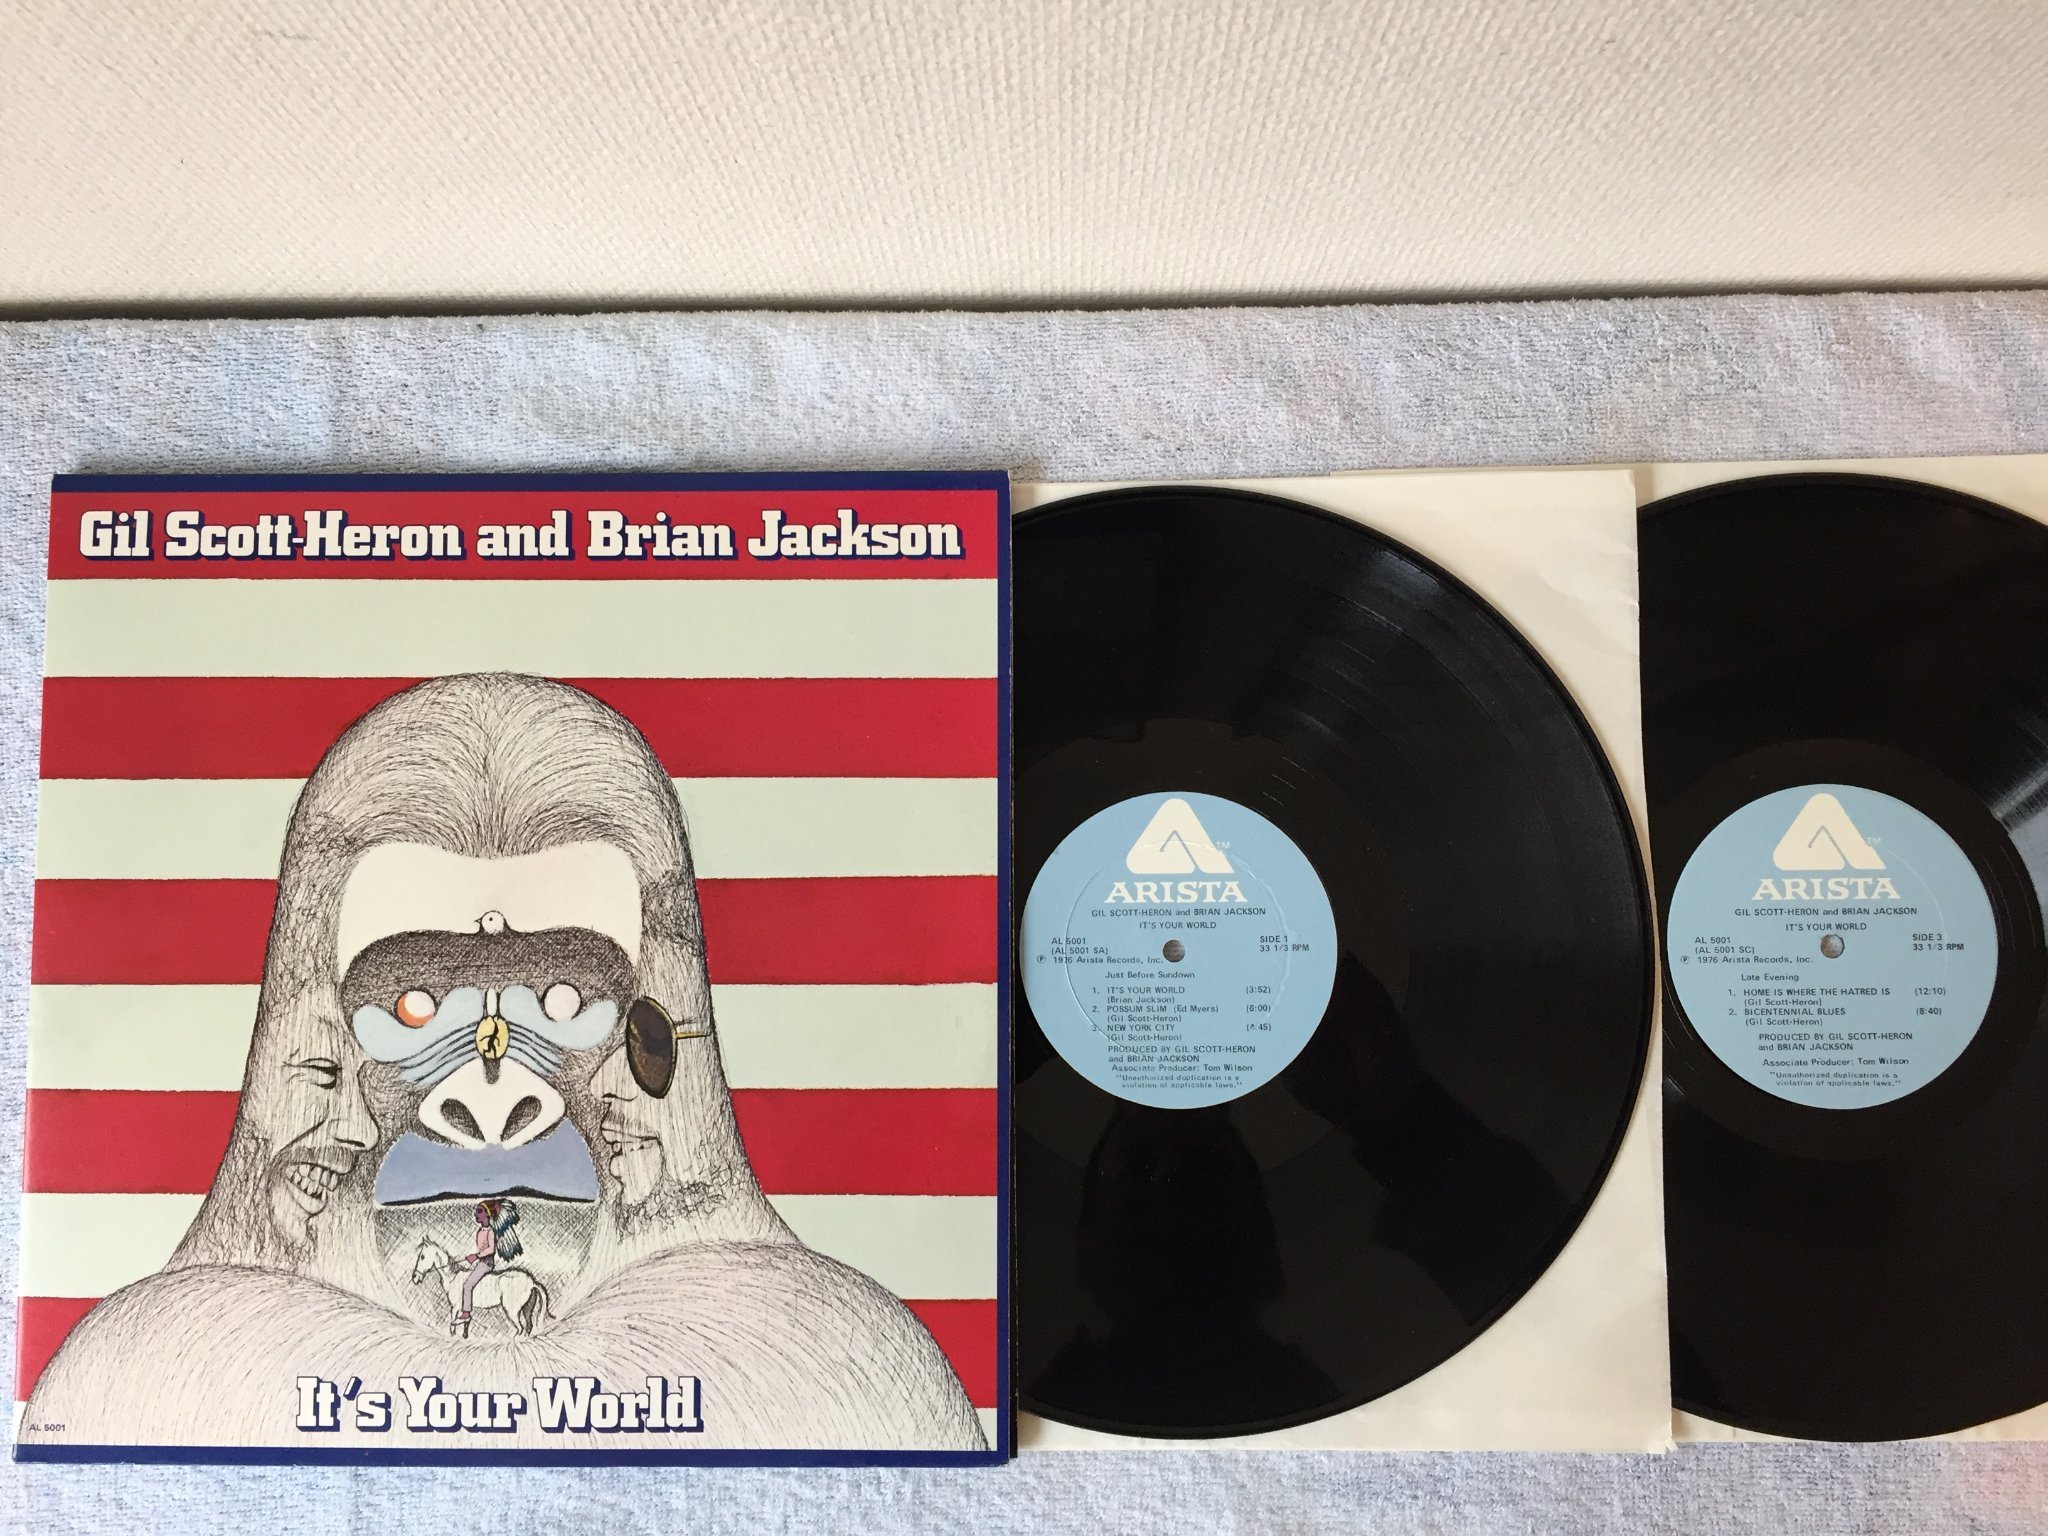 Gil Scott-Heron and Brian Jackson
It's Your World
AL 5001
TM
ARISTA
GIL SCOTT-HERON and BRIAN JACKSON
IT'S YOUR WORLD
AL 5001 SIDE 1
(AL 5001 SA) 33 1/3 RPM
℗ 1976 Arista Records, Inc.
Just Before Sundown
1. IT'S YOUR WORLD (3:52)
(Brian Jackson)
2. POSSUM SLIM (Ed Myers) (6:00)
(Gil Scott-Heron)
3. NEW YORK CITY (4:45)
(Gil Scott-Heron)
PRODUCED BY GIL SCOTT-HERON
and BRIAN JACKSON
Associate Producer: Tom Wilson
"Unauthorized duplication is a
violation of applicable laws."
TM
ARISTA
GIL SCOTT-HERON and BRIAN JACKSON
IT'S YOUR WORLD
AL 5001 SIDE 3
(AL 5001 SC) 33 1/3 RPM
℗ 1976 Arista Records, Inc.
Late Evening
1. HOME IS WHERE THE HATRED IS (12:10)
(Gil Scott-Heron)
2. BICENTENNIAL BLUES (8:40)
(Gil Scott-Heron)
PRODUCED BY GIL SCOTT-HERON
and BRIAN JACKSON
Associate Producer: Tom Wilson
"Unauthorized duplication is a
violation of applicable laws."